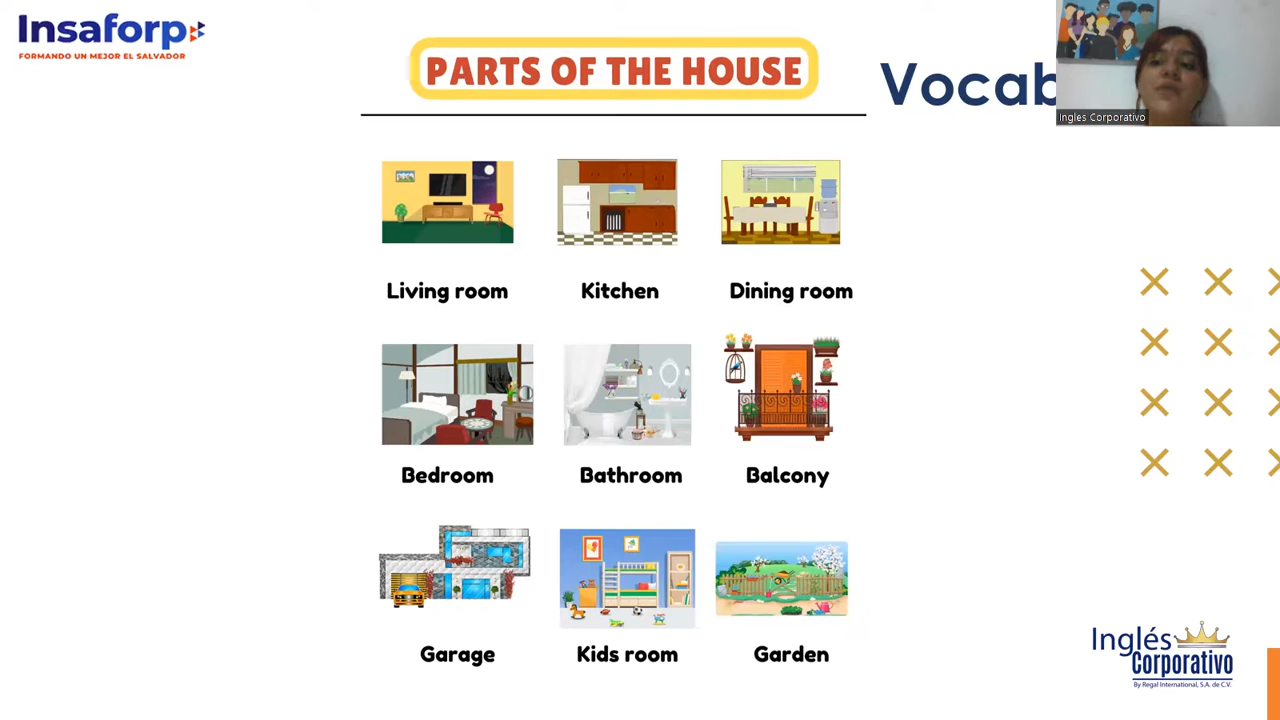 Insaforp
FORMANDO UN MEJOR EL SALVADOR
PARTS OF THE HOUSE
Vocab
Ingles Corporativo
Living room
Kitchen
Dining room
Bedroom
Bathroom
Balcony
Garage
Kids room
Garden
Inglés
Corporativo
By Regal International, S.A. de C.V.